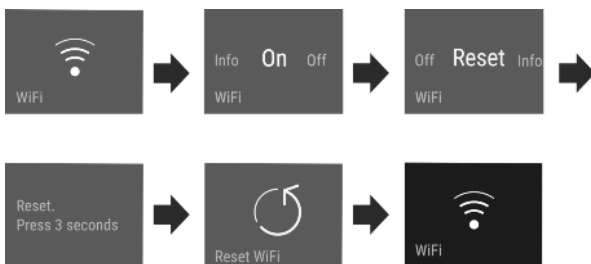 WiFi
Info On Off
WiFi
Off Reset Info
WiFi
Reset.
Press 3 seconds
Reset WiFi
WiFi